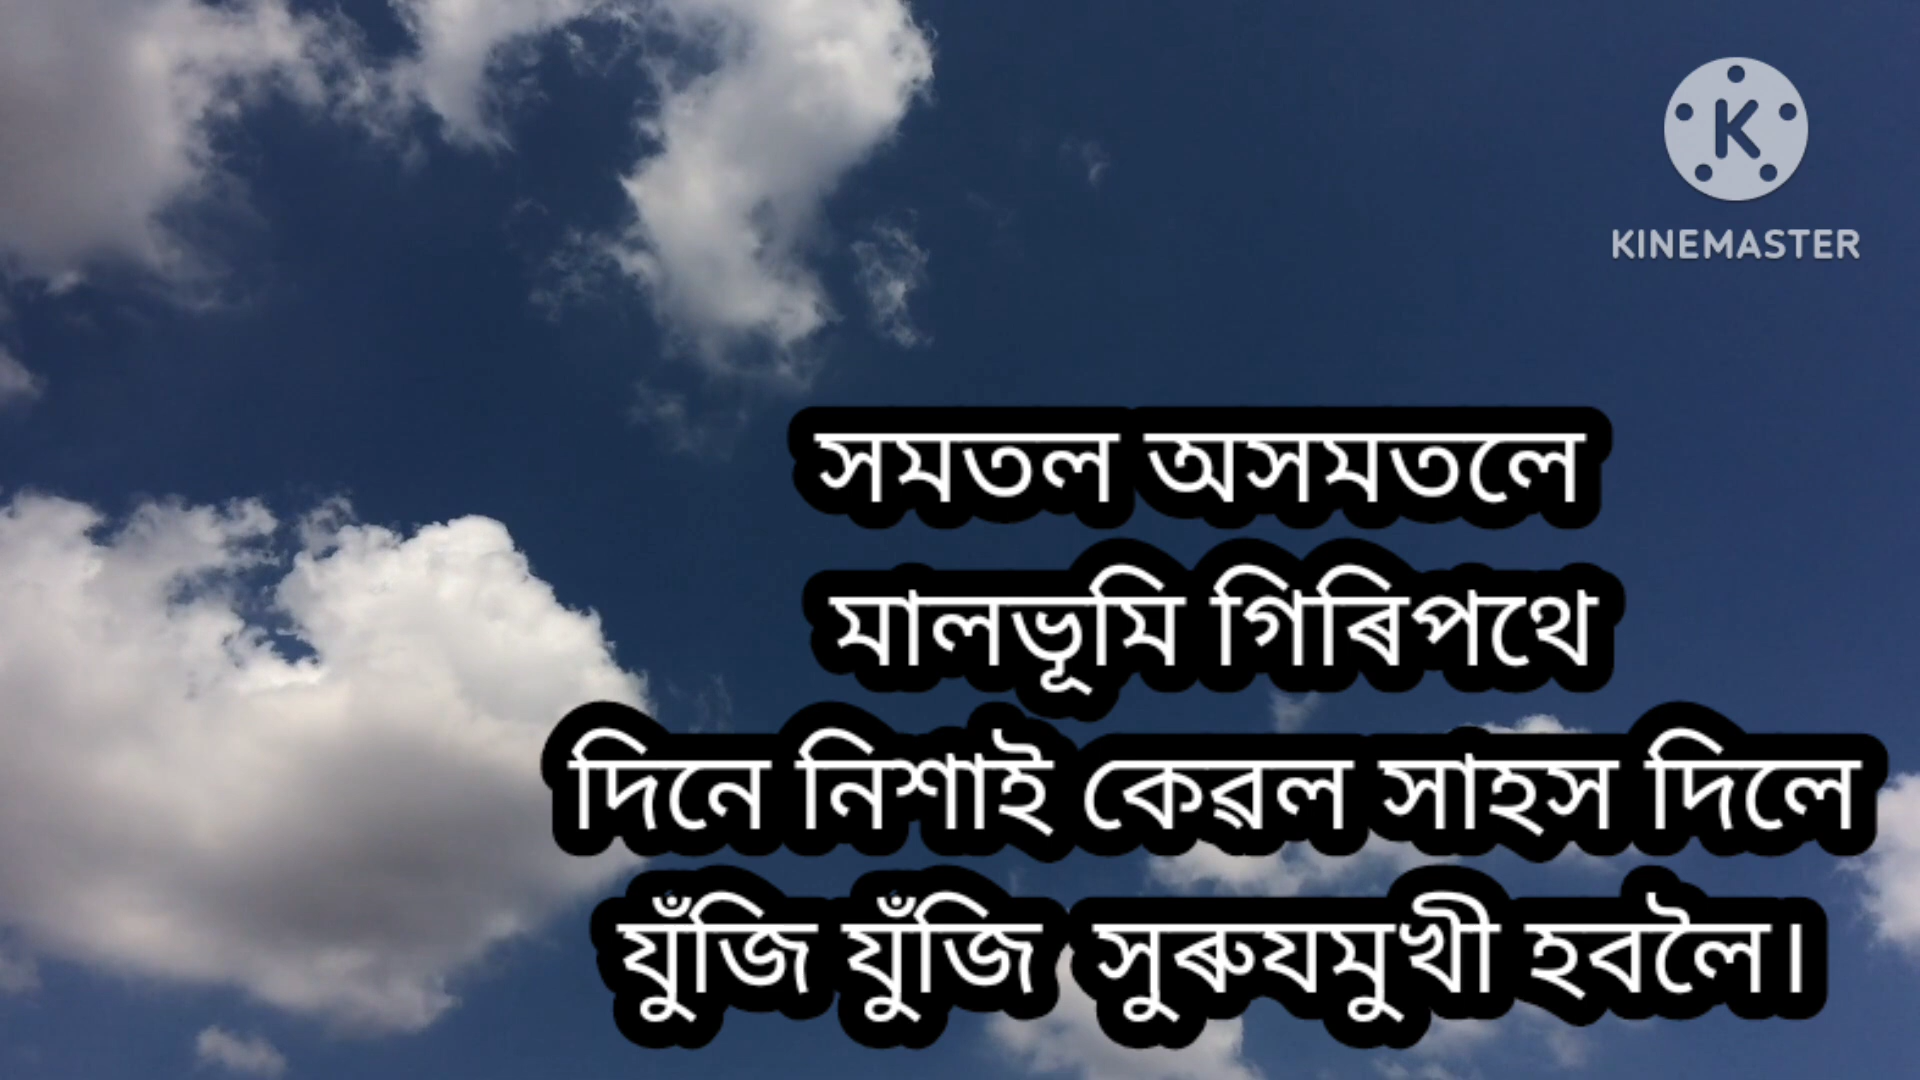 KINEMASTER
সমতল অসমতলে
মালভূমি গিৰিপথে
দিনে নিশাই কেৱল সাহস দিলে
যুঁজি যুঁজি সুৰুযমুখী হবলৈ।